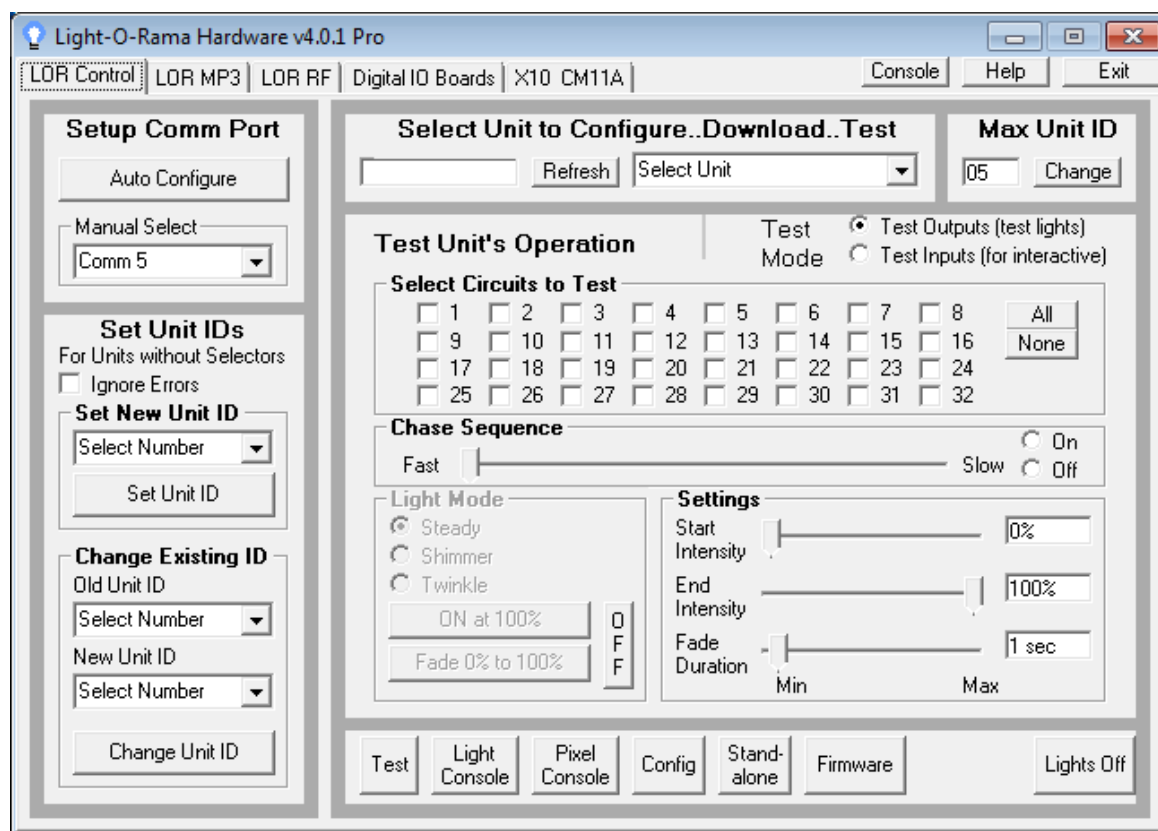 Light-O-Rama Hardware v4.0.1 Pro
LOR Control LOR MP3 LOR RF Digital IO Boards X10 CM11A Console Help Exit
Setup Comm Port
Auto Configure
Manual Select
Comm 5
Set Unit IDs
For Units without Selectors
Ignore Errors
Set New Unit ID
Select Number
Set Unit ID
Change Existing ID
Old Unit ID
Select Number
New Unit ID
Select Number
Change Unit ID
Select Unit to Configure..Download..Test
Refresh Select Unit
Max Unit ID
05 Change
Test Unit's Operation
Test Mode
Test Outputs (test lights)
Test Inputs (for interactive)
Select Circuits to Test
1 2 3 4 5 6 7 8 All
9 10 11 12 13 14 15 16 None
17 18 19 20 21 22 23 24
25 26 27 28 29 30 31 32
Chase Sequence
Fast Slow
On
Off
Light Mode
Steady
Shimmer
Twinkle
ON at 100%
Fade 0% to 100%
OFF
Settings
Start Intensity 0%
End Intensity 100%
Fade Duration 1 sec
Min Max
Test Light Console Pixel Console Config Stand-alone Firmware Lights Off